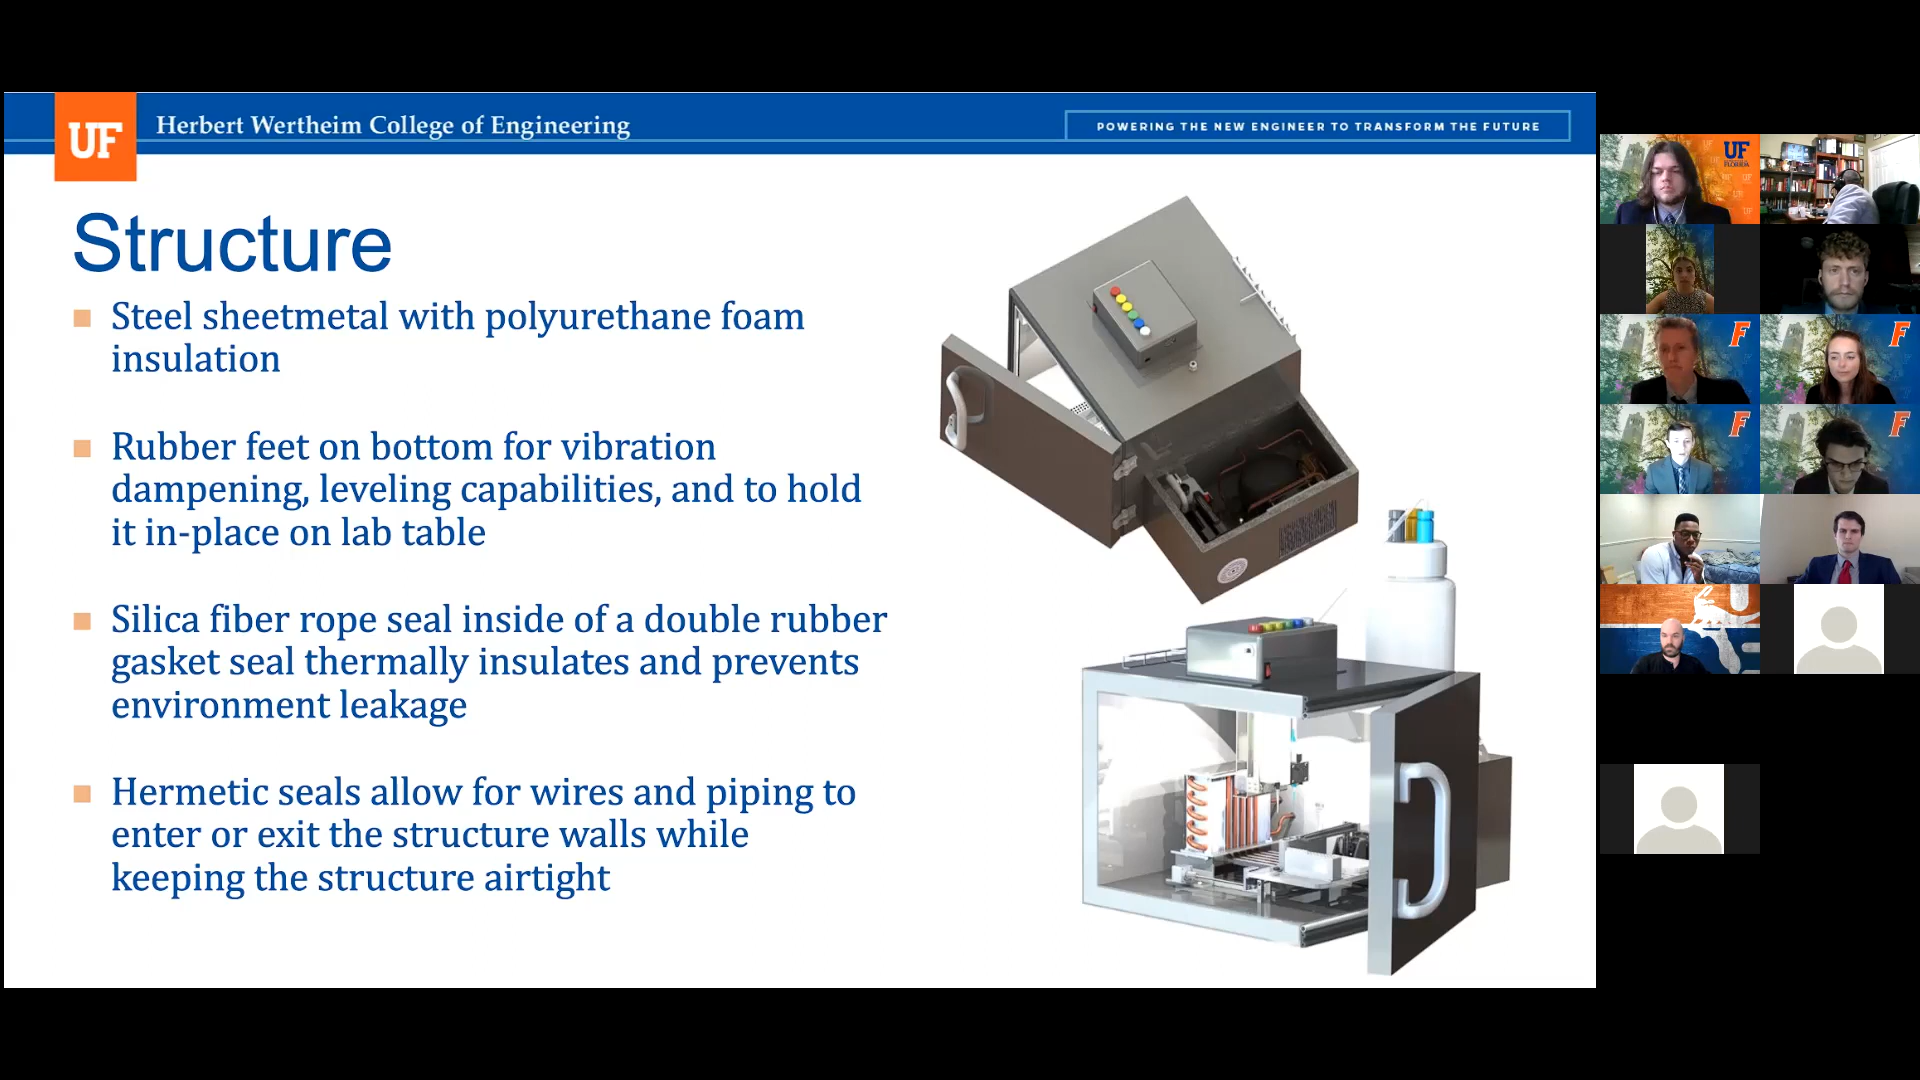 UF
Herbert Wertheim College of Engineering
POWERING THE NEW ENGINEER TO TRANSFORM THE FUTURE
Structure
Steel sheetmetal with polyurethane foam
insulation
Rubber feet on bottom for vibration
dampening, leveling capabilities, and to hold
it in-place on lab table
Silica fiber rope seal inside of a double rubber
gasket seal thermally insulates and prevents
environment leakage
Hermetic seals allow for wires and piping to
enter or exit the structure walls while
keeping the structure airtight
UF
FLORIDA
F
F
F
F